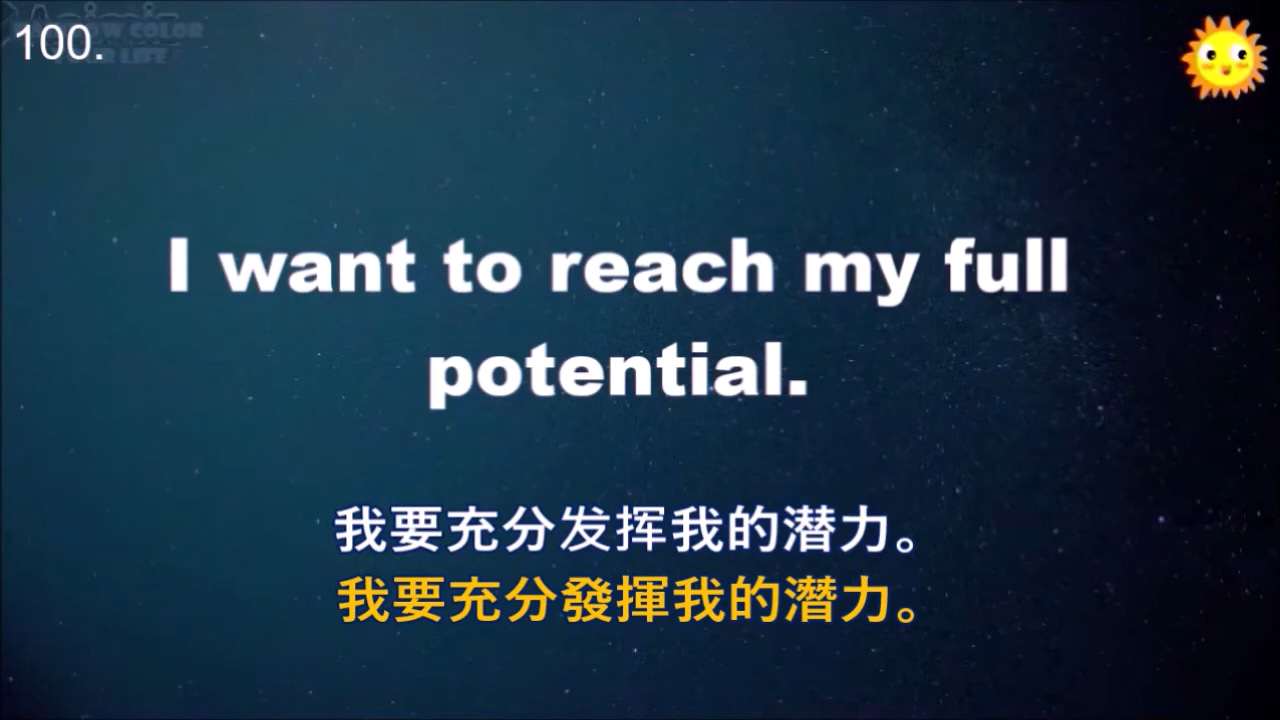 100.
I want to reach my full
potential.
我要充分发挥我的潜力。
我要充分發揮我的潛力。